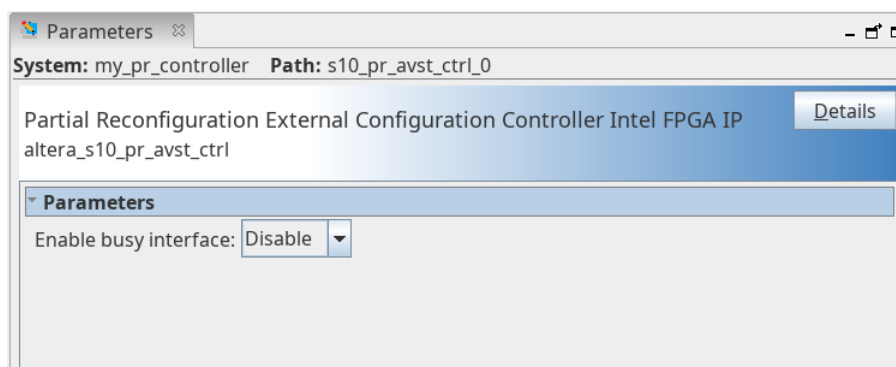 Parameters
System: my_pr_controller Path: s10_pr_avst_ctrl_0
Partial Reconfiguration External Configuration Controller Intel FPGA IP
Details
altera_s10_pr_avst_ctrl
Parameters
Enable busy interface: Disable